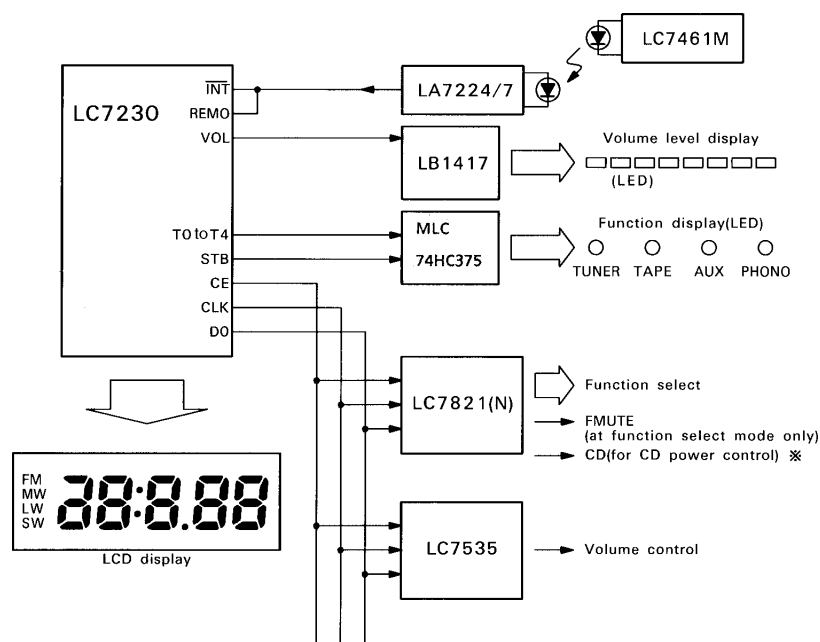 LC7461M
INT
LA7224/7
LC7230
REMO
VOL
Volume level display
LB1417
(LED)
MLC
Function display(LED)
T0 to T4
STB
74HC375
TUNER TAPE AUX PHONO
CE
CLK
DO
LC7821(N)
Function select
FMUTE
(at function select mode only)
CD(for CD power control) ※
FM
MW
LW
SW
28:8.88
LCD display
LC7535
Volume control